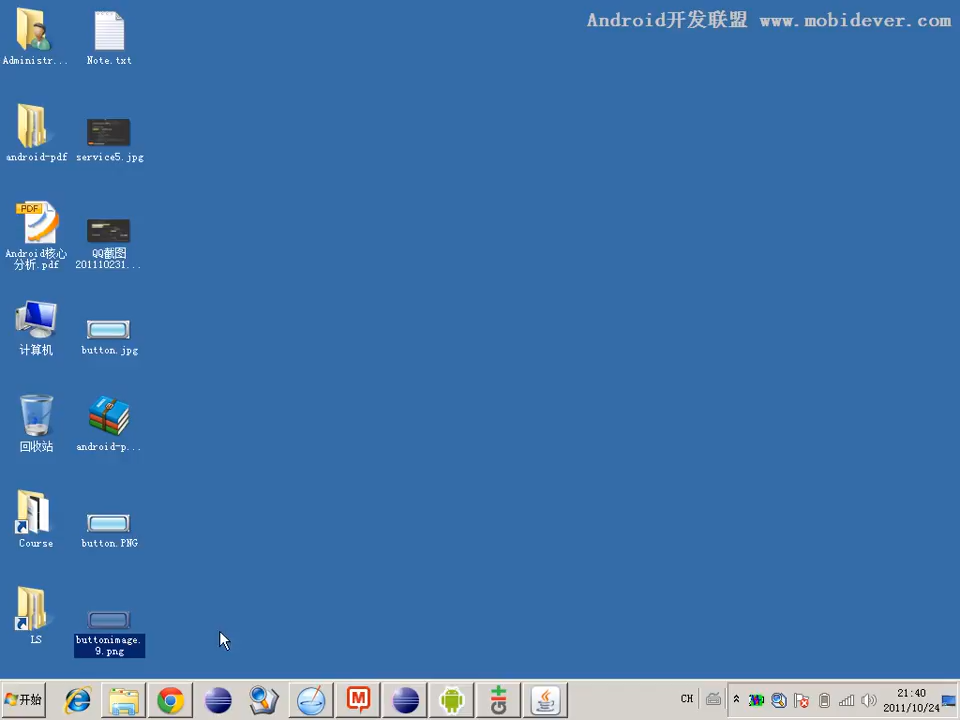 Android开发联盟 www.mobidever.com
Administr...
Note.txt
android-pdf
service5.jpg
PDF
Android核心
分析.pdf
QQ截图
201110231...
计算机
button.jpg
回收站
android-p...
Course
button.PNG
LS
buttonimage.
9.png
开始
M
Git
CH
21:40
2011/10/24